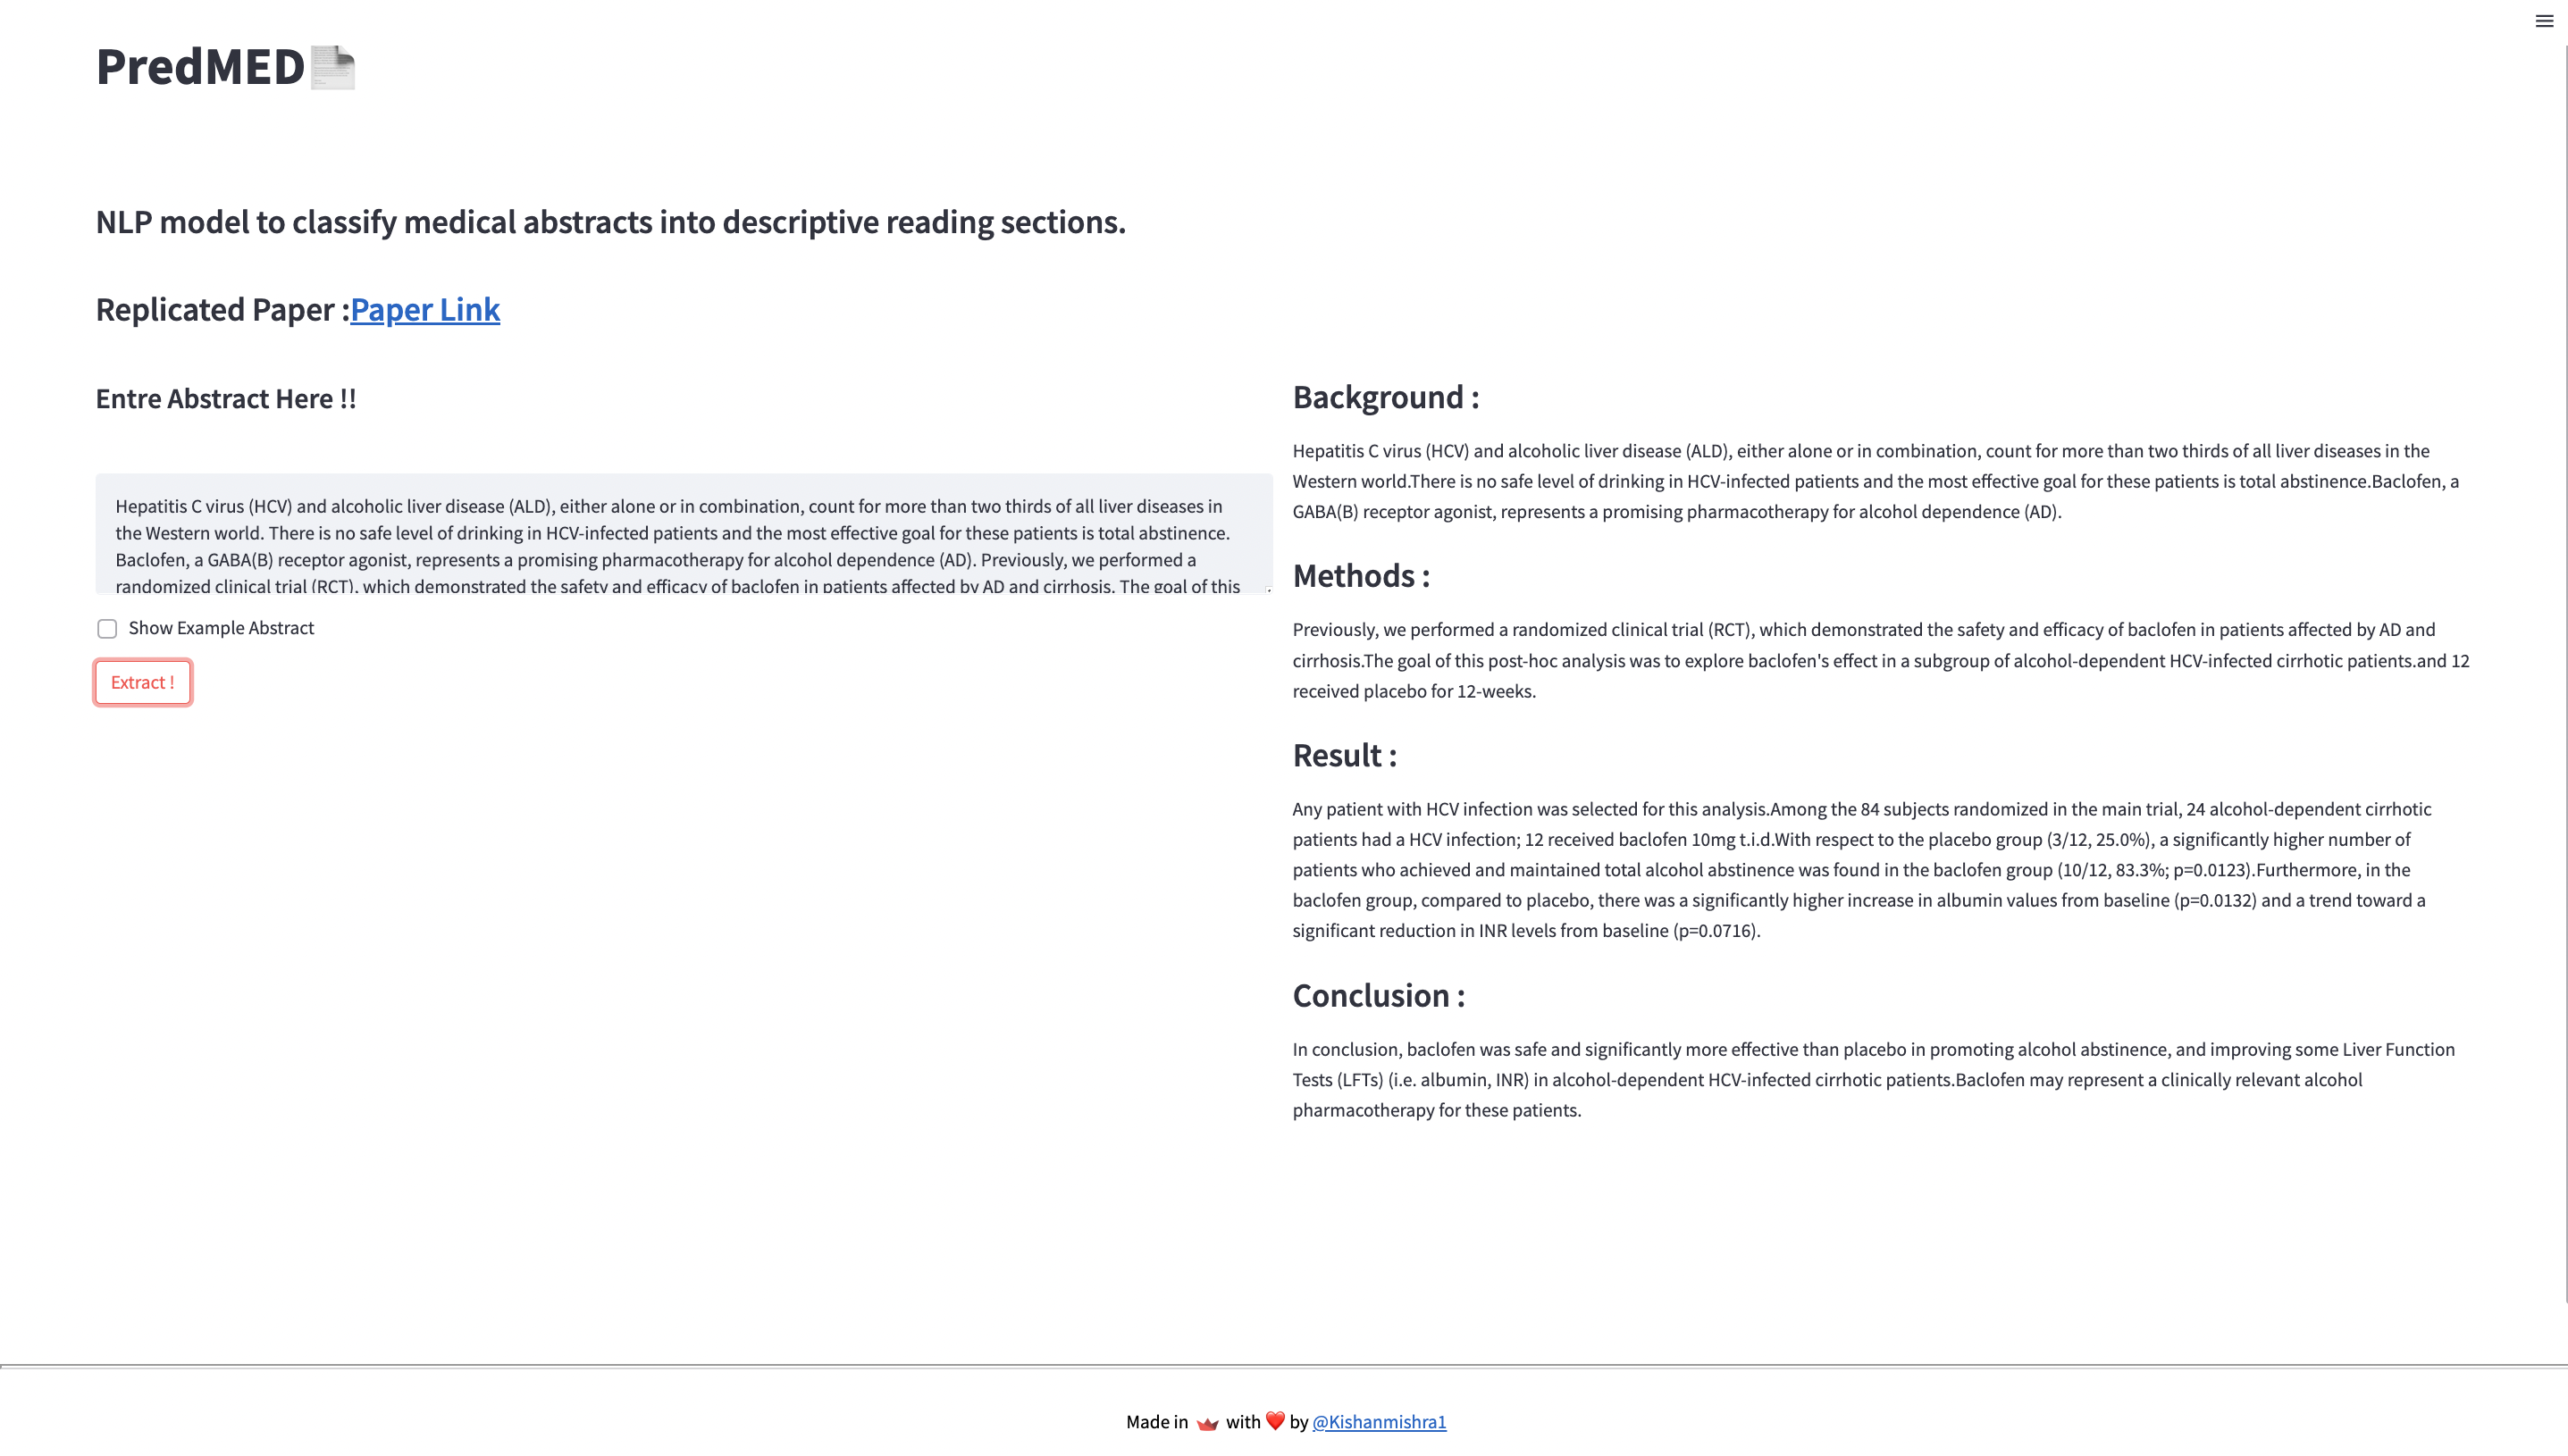 PredMED
NLP model to classify medical abstracts into descriptive reading sections.
Replicated Paper :Paper Link
Entre Abstract Here !!
Hepatitis C virus (HCV) and alcoholic liver disease (ALD), either alone or in combination, count for more than two thirds of all liver diseases in
the Western world. There is no safe level of drinking in HCV-infected patients and the most effective goal for these patients is total abstinence.
Baclofen, a GABA(B) receptor agonist, represents a promising pharmacotherapy for alcohol dependence (AD). Previously, we performed a
randomized clinical trial (RCT), which demonstrated the safety and efficacy of baclofen in patients affected by AD and cirrhosis. The goal of this
Show Example Abstract
Extract !
Background :
Hepatitis C virus (HCV) and alcoholic liver disease (ALD), either alone or in combination, count for more than two thirds of all liver diseases in the
Western world.There is no safe level of drinking in HCV-infected patients and the most effective goal for these patients is total abstinence.Baclofen, a
GABA(B) receptor agonist, represents a promising pharmacotherapy for alcohol dependence (AD).
Methods :
Previously, we performed a randomized clinical trial (RCT), which demonstrated the safety and efficacy of baclofen in patients affected by AD and
cirrhosis.The goal of this post-hoc analysis was to explore baclofen's effect in a subgroup of alcohol-dependent HCV-infected cirrhotic patients.and 12
received placebo for 12-weeks.
Result :
Any patient with HCV infection was selected for this analysis.Among the 84 subjects randomized in the main trial, 24 alcohol-dependent cirrhotic
patients had a HCV infection; 12 received baclofen 10mg t.i.d.With respect to the placebo group (3/12, 25.0%), a significantly higher number of
patients who achieved and maintained total alcohol abstinence was found in the baclofen group (10/12, 83.3%; p=0.0123).Furthermore, in the
baclofen group, compared to placebo, there was a significantly higher increase in albumin values from baseline (p=0.0132) and a trend toward a
significant reduction in INR levels from baseline (p=0.0716).
Conclusion :
In conclusion, baclofen was safe and significantly more effective than placebo in promoting alcohol abstinence, and improving some Liver Function
Tests (LFTs) (i.e. albumin, INR) in alcohol-dependent HCV-infected cirrhotic patients.Baclofen may represent a clinically relevant alcohol
pharmacotherapy for these patients.
Made in with ❤️ by @Kishanmishra1